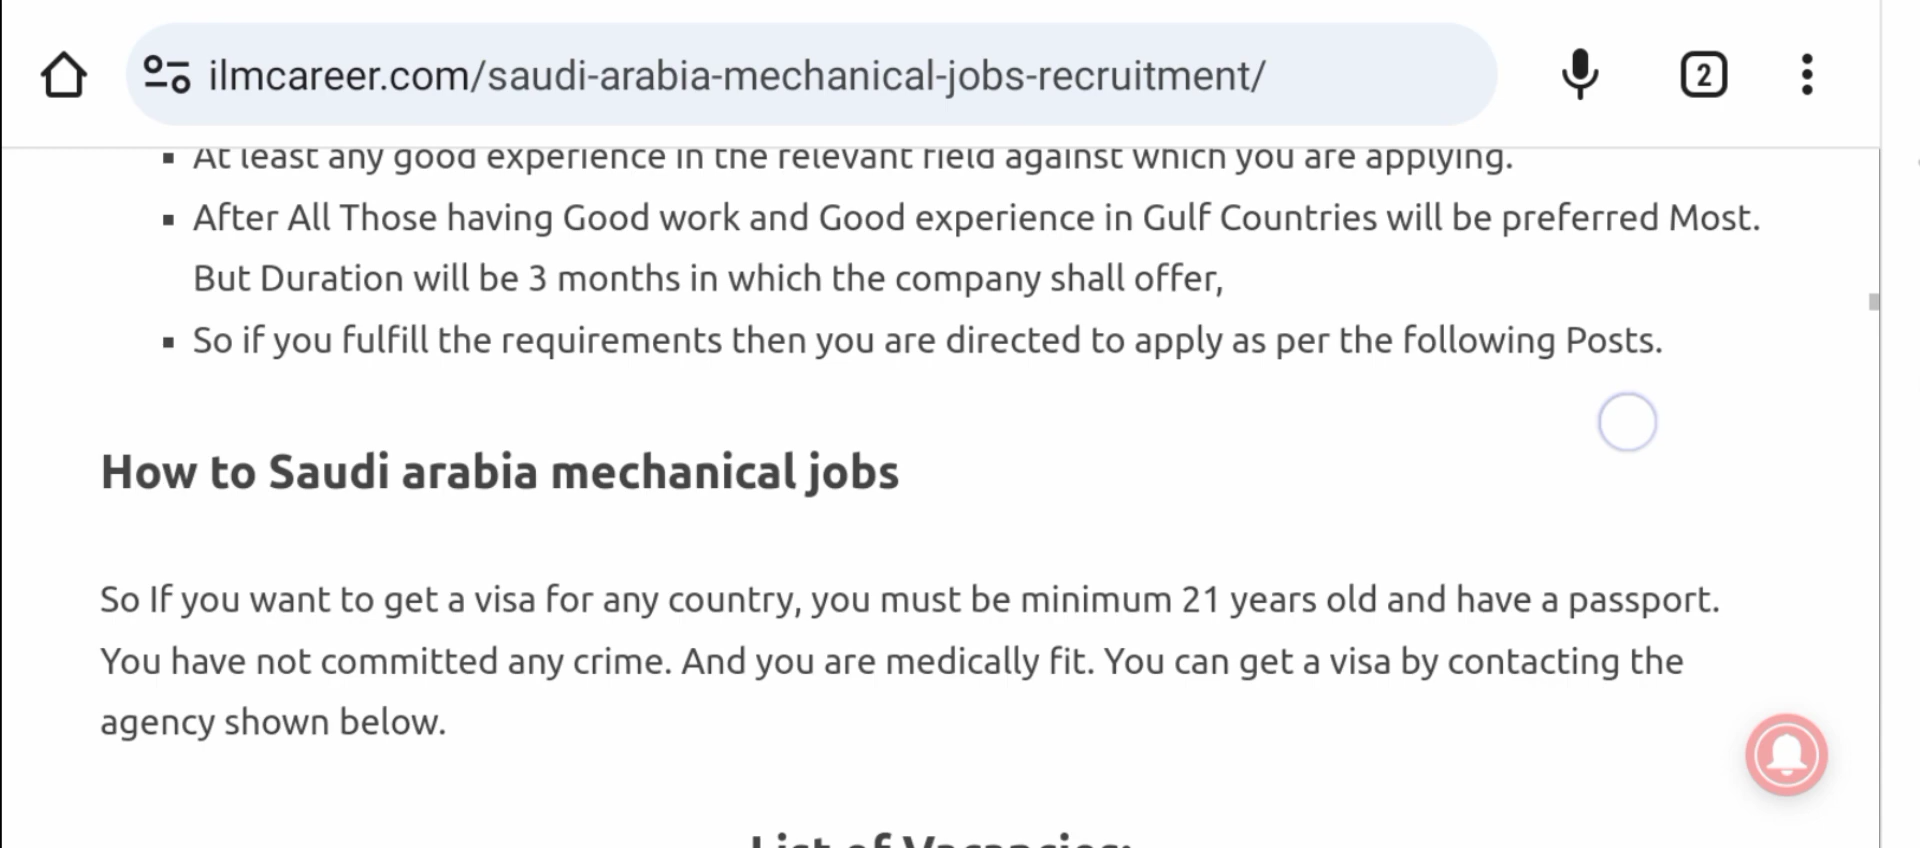 ilmcareer.com/saudi-arabia-mechanical-jobs-recruitment/
2
At least any good experience in the relevant field against which you are applying.
After All Those having Good work and Good experience in Gulf Countries will be preferred Most.
But Duration will be 3 months in which the company shall offer,
So if you fulfill the requirements then you are directed to apply as per the following Posts.
How to Saudi arabia mechanical jobs
So If you want to get a visa for any country, you must be minimum 21 years old and have a passport.
You have not committed any crime. And you are medically fit. You can get a visa by contacting the
agency shown below.
List of Vacancies: